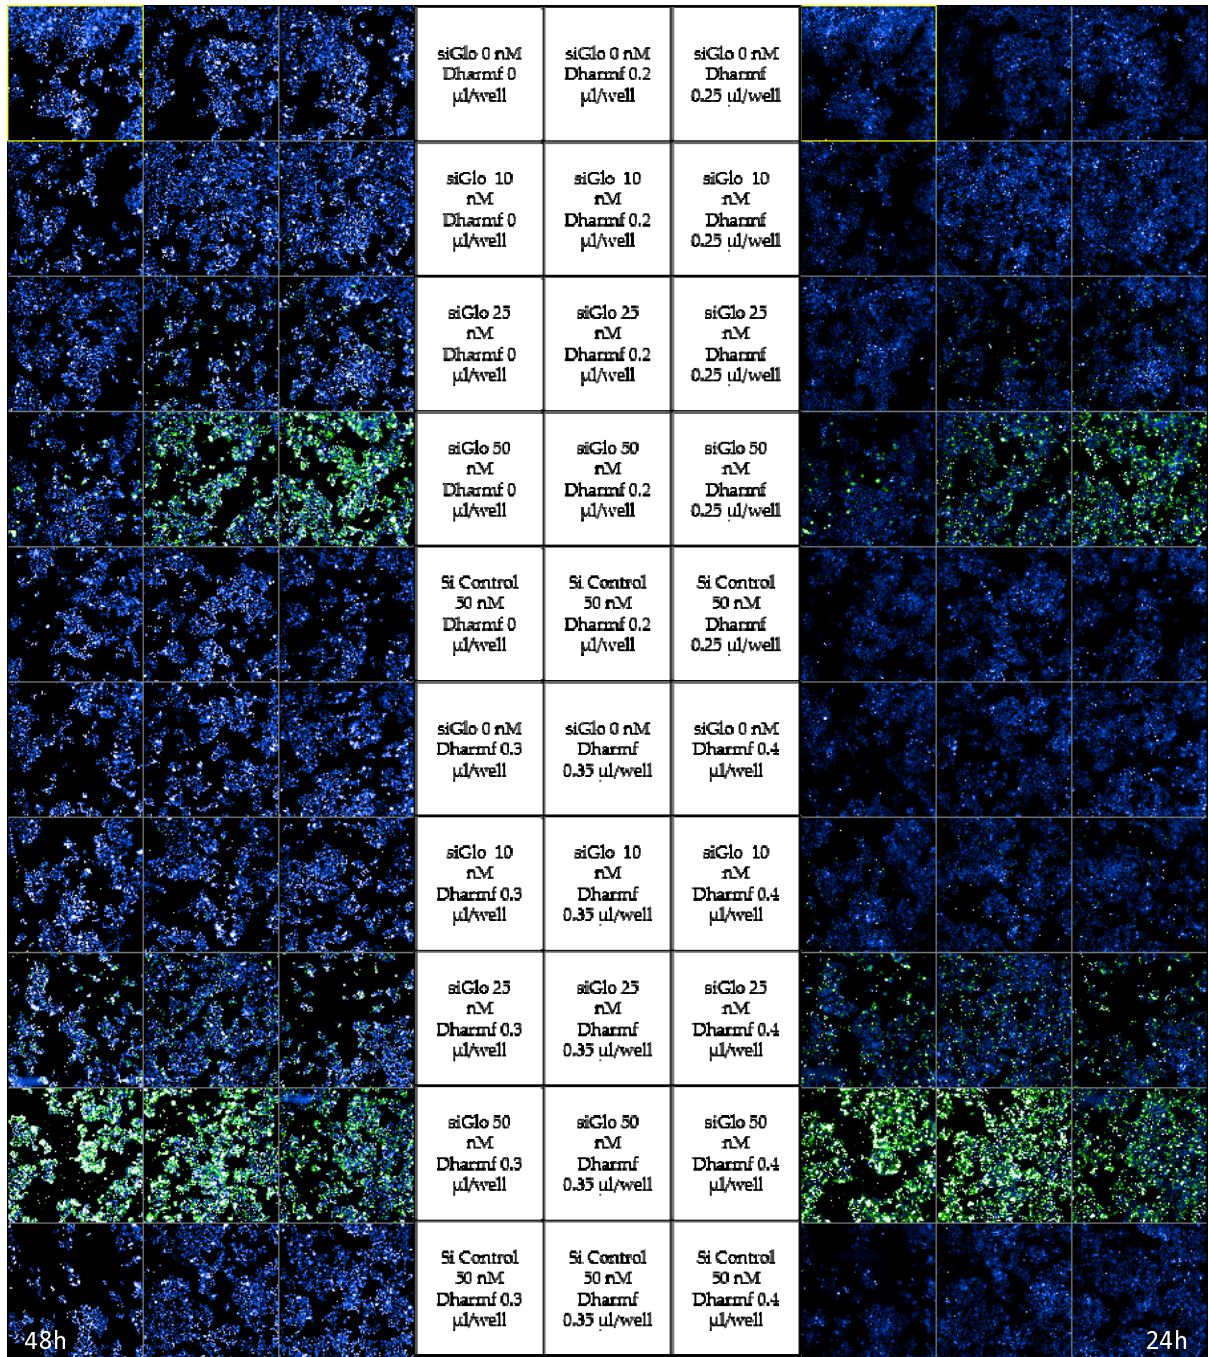 siGlo 0 nM
Dharmf 0
µl/well
siGlo 0 nM
Dharmf 0.2
µl/well
siGlo 0 nM
Dharmf
0.25 µl/well
siGlo 10
nM
Dharmf 0
µl/well
siGlo 10
nM
Dharmf 0.2
µl/well
siGlo 10
nM
Dharmf
0.25 µl/well
siGlo 25
nM
Dharmf 0
µl/well
siGlo 25
nM
Dharmf 0.2
µl/well
siGlo 25
nM
Dharmf
0.25 µl/well
siGlo 50
nM
Dharmf 0
µl/well
siGlo 50
nM
Dharmf 0.2
µl/well
siGlo 50
nM
Dharmf
0.25 µl/well
Si Control
50 nM
Dharmf 0
µl/well
Si Control
50 nM
Dharmf 0.2
µl/well
Si Control
50 nM
Dharmf
0.25 µl/well
siGlo 0 nM
Dharmf 0.3
µl/well
siGlo 0 nM
Dharmf
0.35 µl/well
siGlo 0 nM
Dharmf 0.4
µl/well
siGlo 10
nM
Dharmf 0.3
µl/well
siGlo 10
nM
Dharmf
0.35 µl/well
siGlo 10
nM
Dharmf 0.4
µl/well
siGlo 25
nM
Dharmf 0.3
µl/well
siGlo 25
nM
Dharmf
0.35 µl/well
siGlo 25
nM
Dharmf 0.4
µl/well
siGlo 50
nM
Dharmf 0.3
µl/well
siGlo 50
nM
Dharmf
0.35 µl/well
siGlo 50
nM
Dharmf 0.4
µl/well
Si Control
50 nM
Dharmf 0.3
µl/well
Si Control
50 nM
Dharmf
0.35 µl/well
Si Control
50 nM
Dharmf 0.4
µl/well
48h
24h